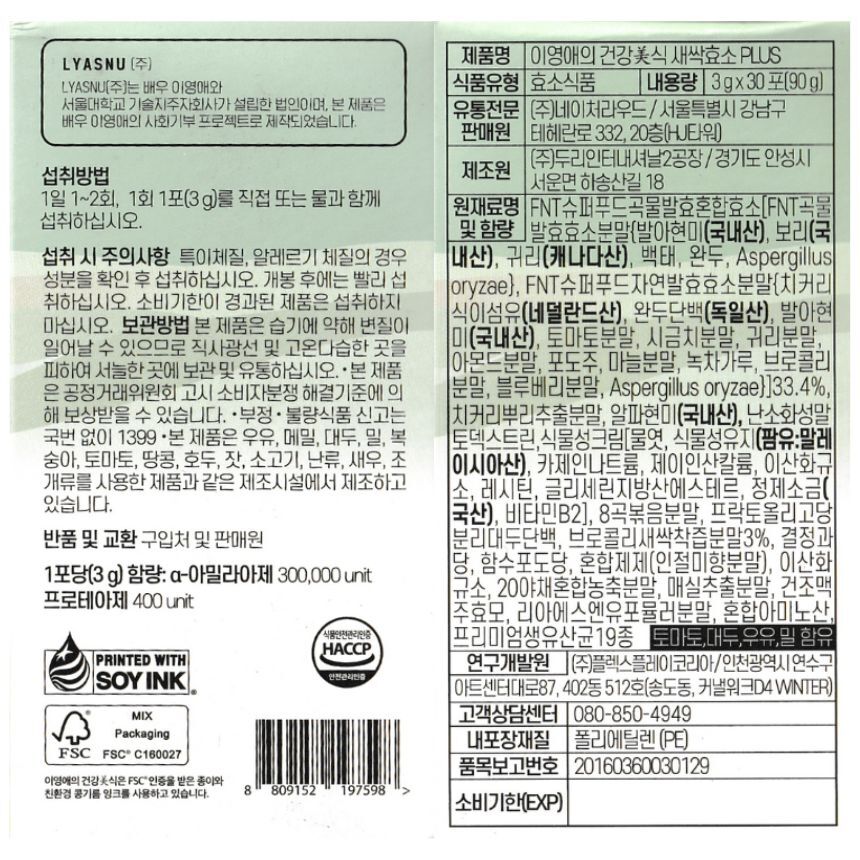 LYASNU (주)
LYASNU(주)는 배우 이영애와
서울대학교 기술지주자회사가 설립한 법인이며, 본 제품은
배우 이영애의 사회기부 프로젝트로 제작되었습니다.
섭취방법
1일 1~2회, 1회 1포(3g)를 직접 또는 물과 함께
섭취하십시오.
섭취 시 주의사항 특이체질, 알레르기 체질의 경우
성분을 확인 후 섭취하십시오. 개봉 후에는 빨리 섭
취하십시오. 소비기한이 경과된 제품은 섭취하지
마십시오. 보관방법 본 제품은 습기에 약해 변질이
일어날 수 있으므로 직사광선 및 고온다습한 곳을
피하여 서늘한 곳에 보관 및 유통하십시오. •본 제품
은 공정거래위원회 고시 소비자분쟁 해결기준에 의
해 보상받을 수 있습니다. •부정·불량식품 신고는
국번 없이 1399 •본 제품은 우유, 메밀, 대두, 밀, 복
숭아, 토마토, 땅콩, 호두, 잣, 소고기, 난류, 새우, 조
개류를 사용한 제품과 같은 제조시설에서 제조하고
있습니다.
반품 및 교환 구입처 및 판매원
1포당(3g) 함량: α-아밀라아제 300,000 unit
프로테아제 400 unit
PRINTED WITH
SOY INK
식품안전관리인증
HACCP
안전관리인증
FSC
MIX
Packaging
FSC® C160027
이영애의 건강美식은 FSC®인증을 받은 종이와
친환경 콩기름 잉크를 사용하고 있습니다.
8 809152 197598 >
제품명 이영애의 건강美식 새싹효소 PLUS
식품유형 효소식품 내용량 3g x 30포(90g)
유통전문판매원 (주)네이처라우드 / 서울특별시 강남구
테헤란로 332, 20층(HJ타워)
제조원 (주)두리인터내셔날2공장 / 경기도 안성시
서운면 하송산길 18
원재료명 및 함량 FNT슈퍼푸드곡물발효혼합효소[FNT곡물
발효효소분말{발아현미(국내산), 보리(국
내산), 귀리(캐나다산), 백태, 완두, Aspergillus
oryzae}, FNT슈퍼푸드자연발효효소분말{치커리
식이섬유(네덜란드산), 완두단백(독일산), 발아현
미(국내산), 토마토분말, 시금치분말, 귀리분말,
아몬드분말, 포도주, 마늘분말, 녹차가루, 브로콜리
분말, 블루베리분말, Aspergillus oryzae}]33.4%,
치커리뿌리추출분말, 알파현미(국내산), 난소화성말
토덱스트린, 식물성크림[물엿, 식물성유지(팜유:말레
이시아산), 카제인나트륨, 제이인산칼륨, 이산화규
소, 레시틴, 글리세린지방산에스테르, 정제소금(
국산), 비타민B2], 8곡볶음분말, 프락토올리고당
분리대두단백, 브로콜리새싹착즙분말3%, 결정과
당, 함수포도당, 혼합제제(인절미향분말), 이산화
규소, 20야채혼합농축분말, 매실추출분말, 건조맥
주효모, 리아에스엔유포뮬러분말, 혼합아미노산,
프리미엄생유산균19종 토마토,대두,우유,밀 함유
연구개발원 (주)플렉스플레이코리아/인천광역시 연수구
아트센터대로87, 402동 512호(송도동, 커낼워크D4 WINTER)
고객상담센터 080-850-4949
내포장재질 폴리에틸렌(PE)
품목보고번호 20160360030129
소비기한(EXP)